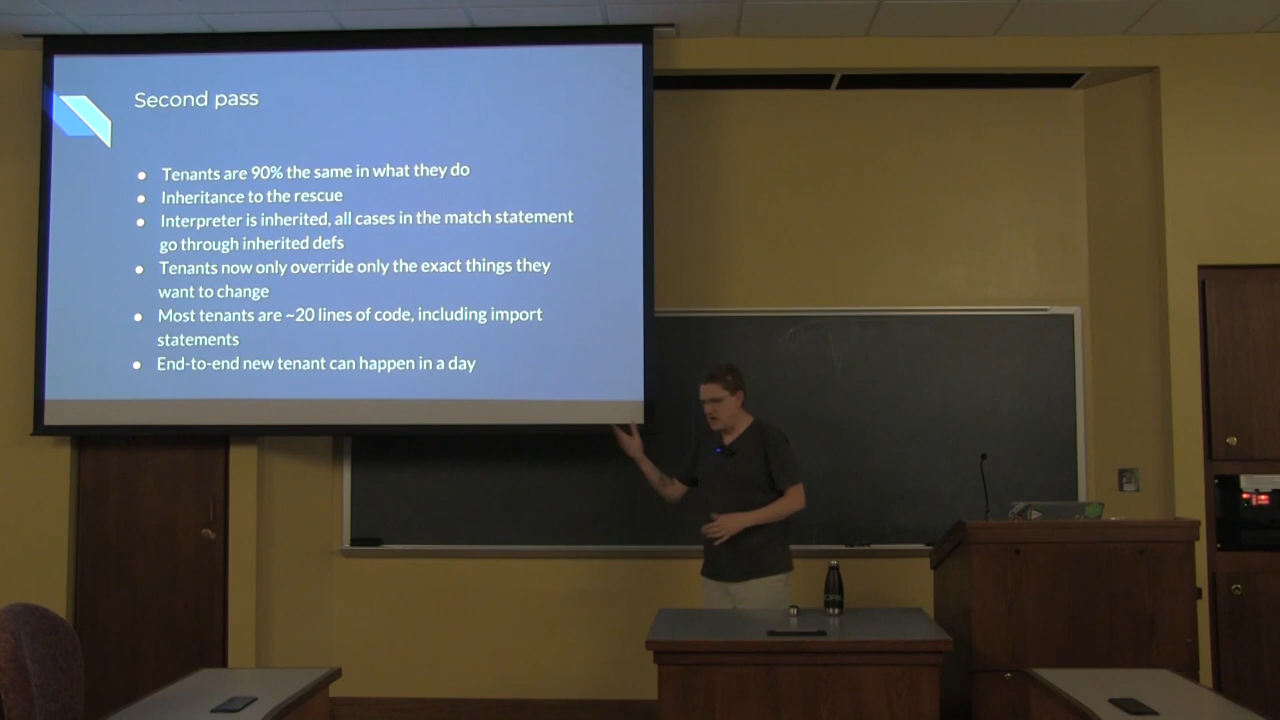 Second pass
● Tenants are 90% the same in what they do
● Inheritance to the rescue
● Interpreter is inherited, all cases in the match statement
go through inherited defs
● Tenants now only override only the exact things they
want to change
● Most tenants are ~20 lines of code, including import
statements
● End-to-end new tenant can happen in a day